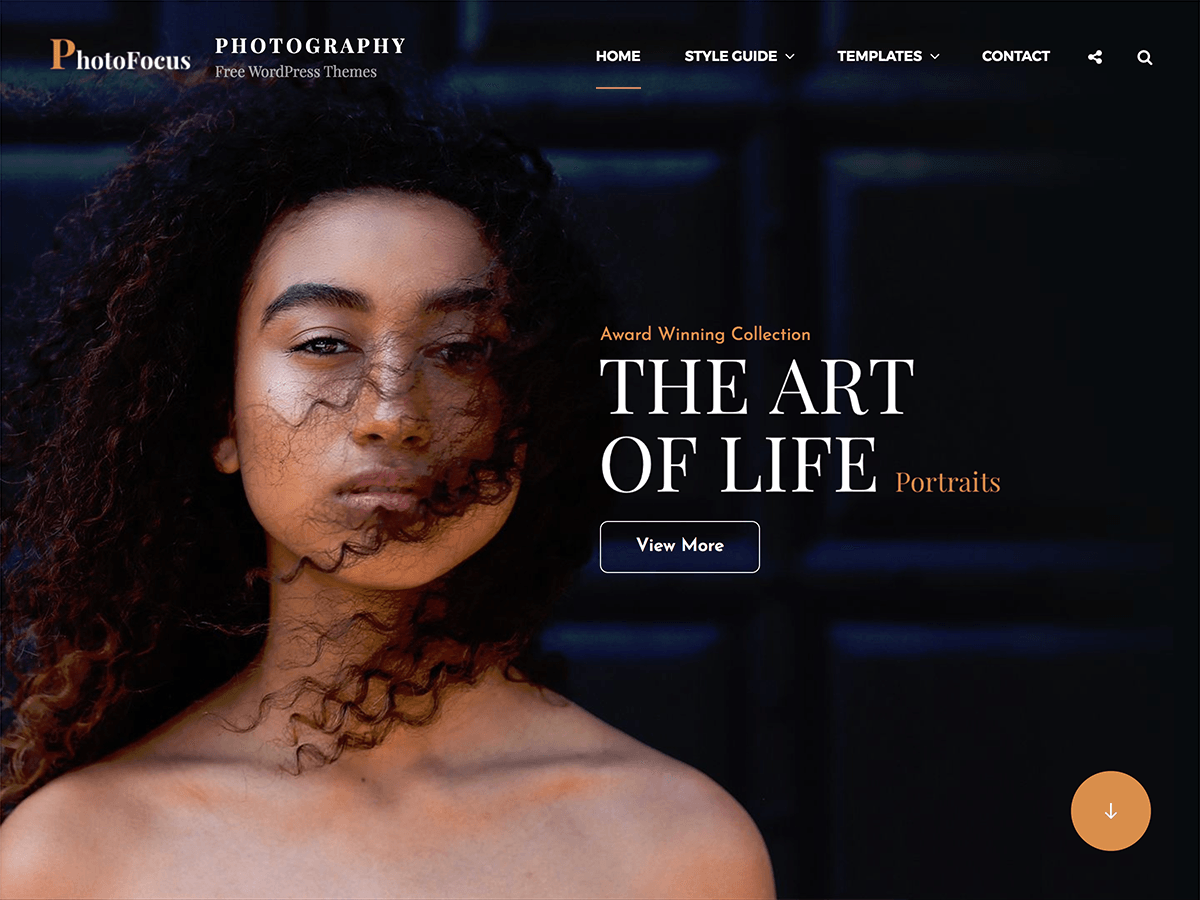 PhotoFocus
PHOTOGRAPHY
Free WordPress Themes
HOME STYLE GUIDE TEMPLATES CONTACT
Award Winning Collection
THE ART
OF LIFE Portraits
View More